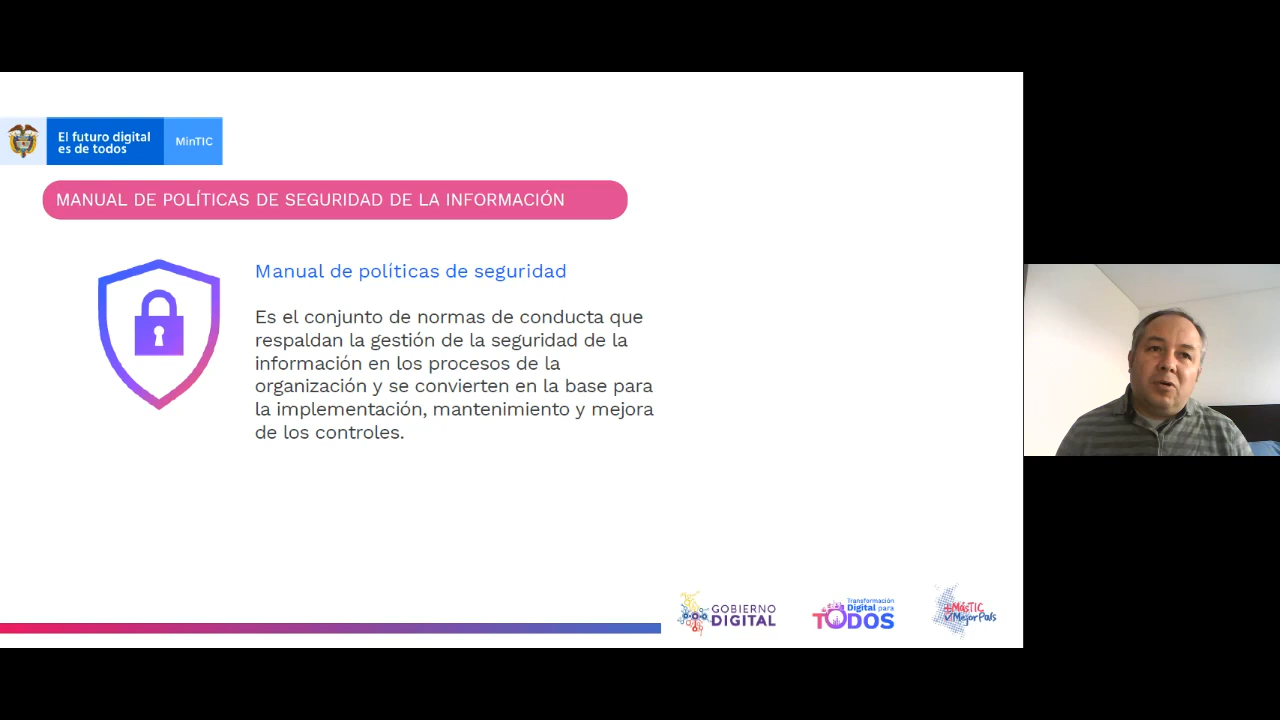 El futuro digital
es de todos
MinTIC
MANUAL DE POLÍTICAS DE SEGURIDAD DE LA INFORMACIÓN
Manual de políticas de seguridad
Es el conjunto de normas de conducta que
respaldan la gestión de la seguridad de la
información en los procesos de la
organización y se convierten en la base para
la implementación, mantenimiento y mejora
de los controles.
GOBIERNO
DIGITAL
Transformación
Digital para
TODOS
+MásTIC
✓MejorPaís